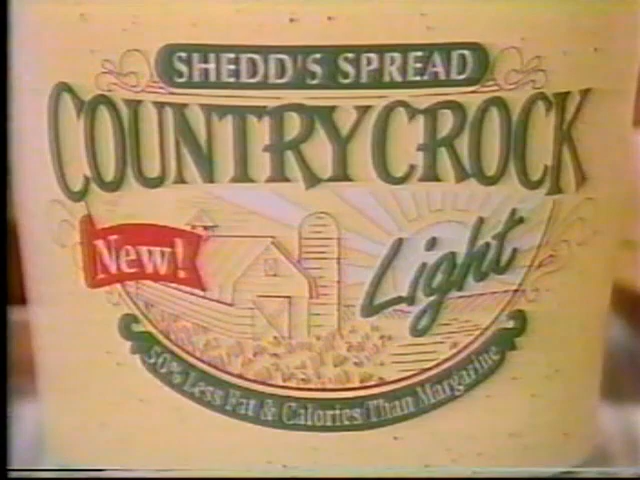 SHEDD'S SPREAD
COUNTRY CROCK
New!
Light
50% Less Fat & Calories Than Margarine